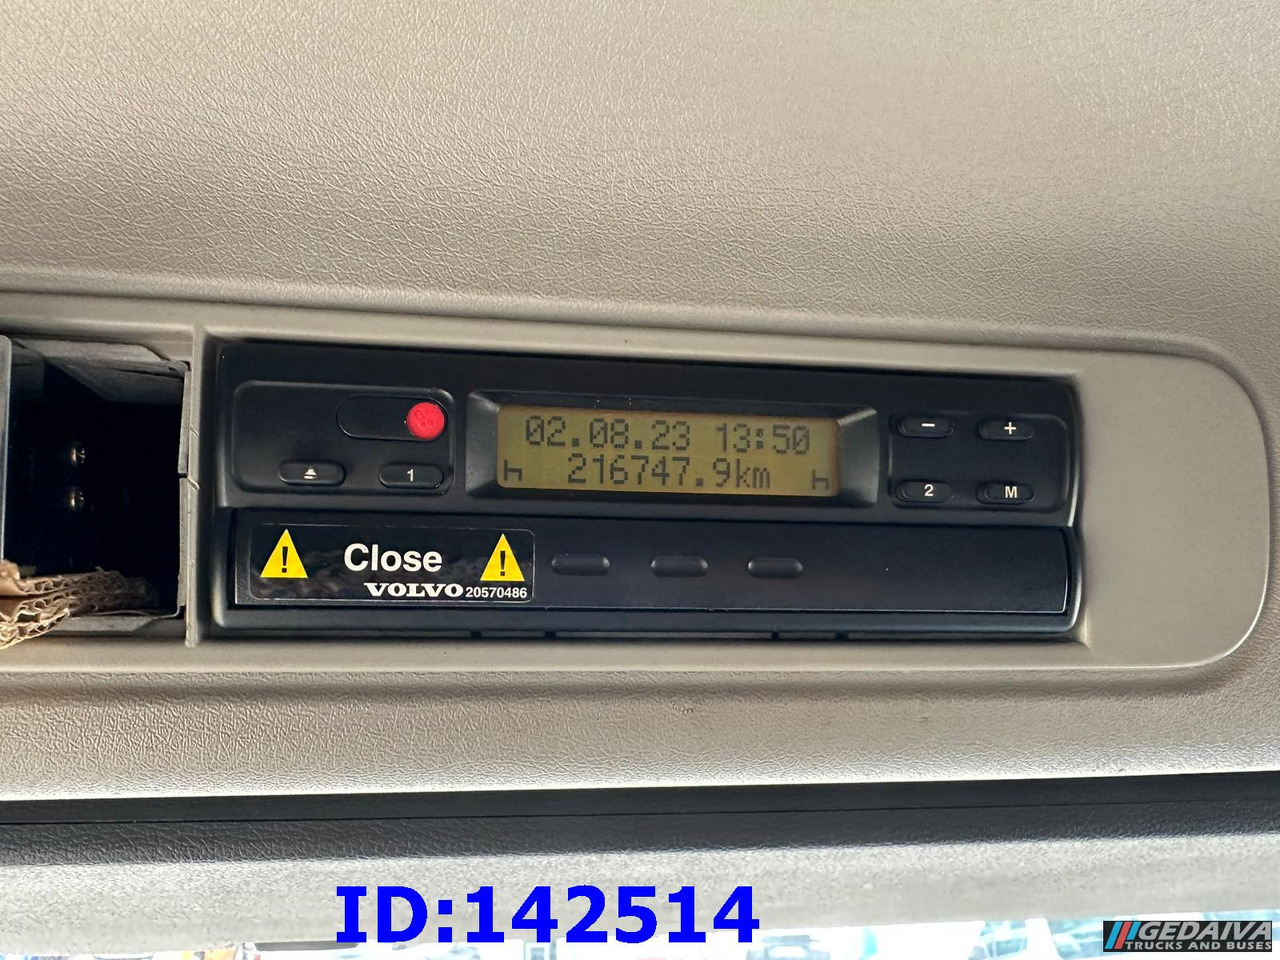 02.08.23 13:50
216747.9km
1
−
+
2
M
Close
VOLVO 20570486
ID:142514
GEDAIVA
TRUCKS AND BUSES